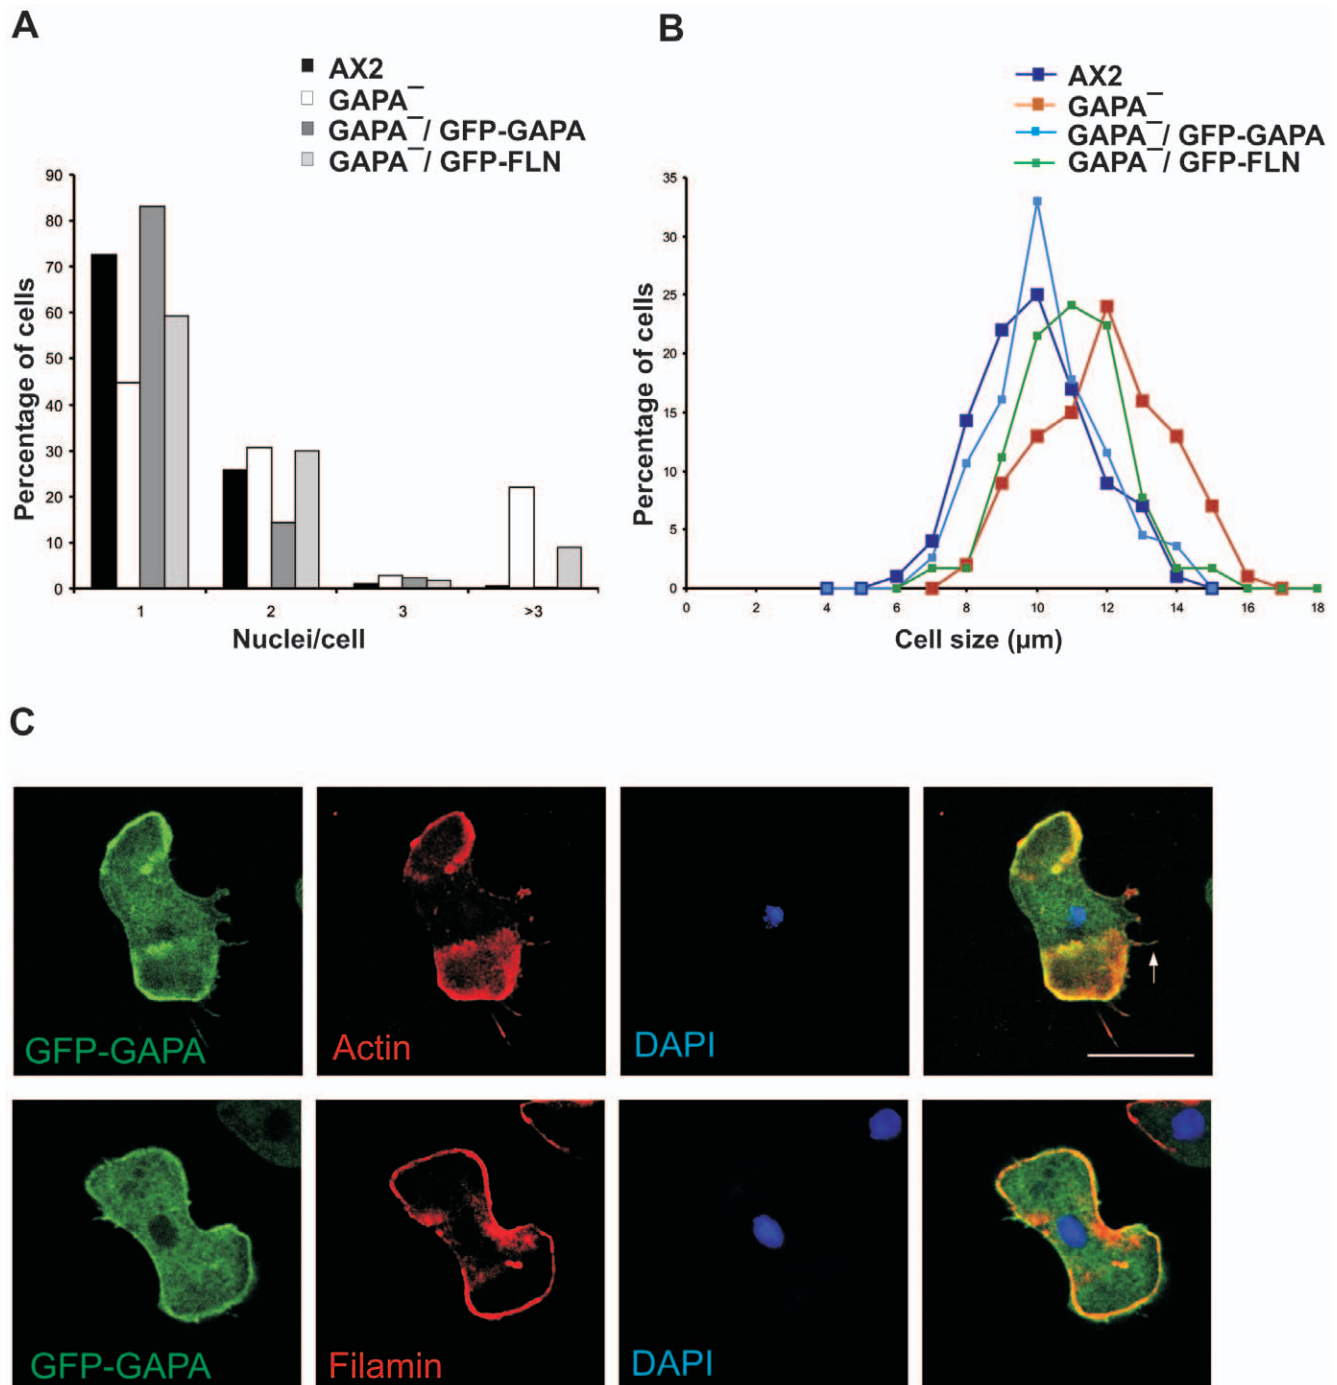 A
AX2
GAPA¯
GAPA¯/ GFP-GAPA
GAPA¯/ GFP-FLN
90
80
70
60
50
40
30
20
10
0
Percentage of cells
1
2
3
>3
Nuclei/cell
B
AX2
GAPA¯
GAPA¯/ GFP-GAPA
GAPA¯/ GFP-FLN
35
30
25
20
15
10
5
0
Percentage of cells
0
2
4
6
8
10
12
14
16
18
Cell size (µm)
C
GFP-GAPA
Actin
DAPI
GFP-GAPA
Filamin
DAPI